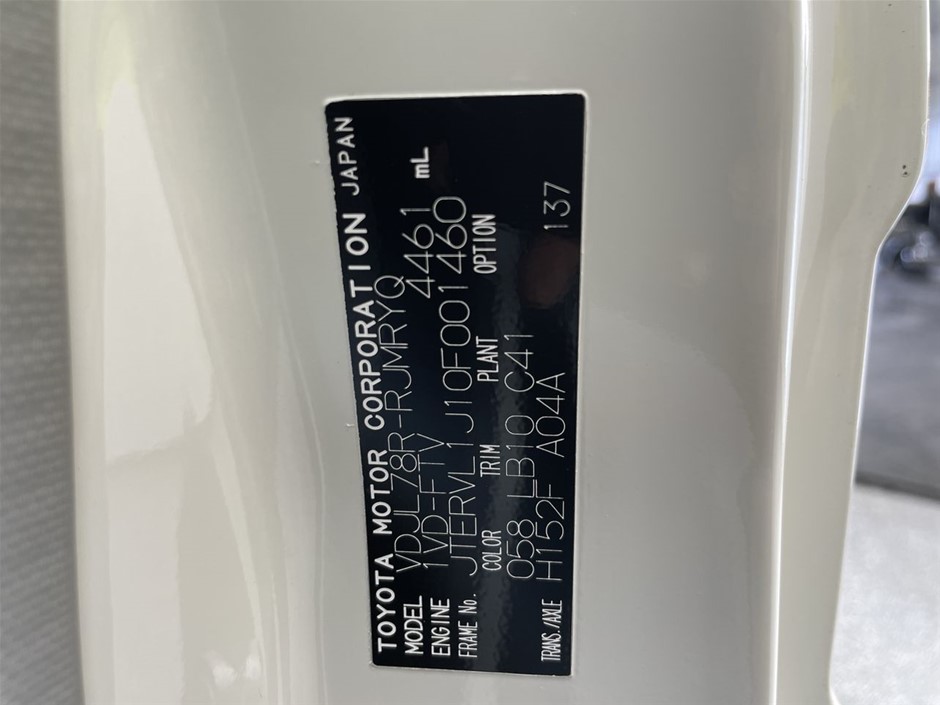 TOYOTA MOTOR CORPORATION JAPAN
MODEL VDJL78R-RJMRYQ
ENGINE 1VD-FTV 4461 mL
FRAME No. JTERVL1J10F001460
COLOR TRIM PLANT OPTION
058 LB10 C41
TRANS./AXLE H152F A04A 137